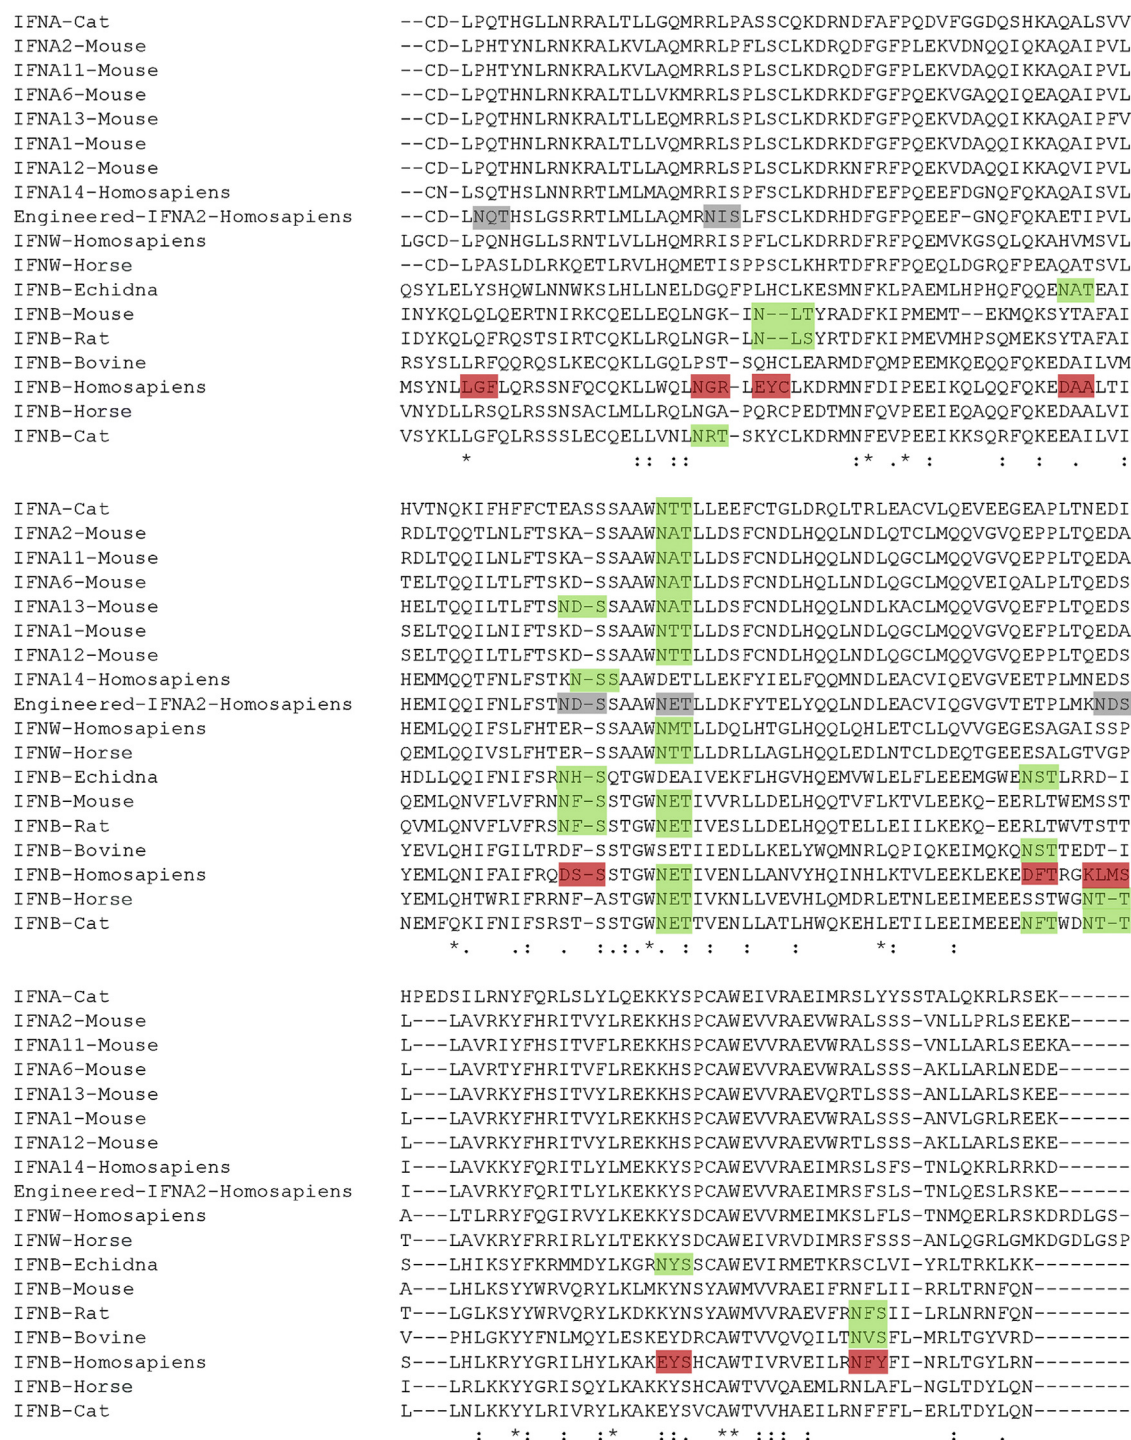 IFNA-Cat --CD-LPQTHGLLNRRALTLLGQMRRLPASSCQKDRNDFAFPQDVFGGDQSHKAQALSVV
IFNA2-Mouse --CD-LPHTYNLRNKRALKVLAQMRRLPFLSCLKDRQDFGFPLEKVDNQQIQKAQAIPVL
IFNA11-Mouse --CD-LPHTYNLRNKRALKVLAQMRRLSPLSCLKDRQDFGFPLEKVDAQQIKKAQAIPVL
IFNA6-Mouse --CD-LPQTHNLRNKRALTLLVKMRRLSPLSCLKDRKDFGFPQEKVGAQQIQEAQAIPVL
IFNA13-Mouse --CD-LPQTHNLRNKRALTLLEQMRRLSPLSCLKDRKDFGFPQEKVDAQQIKKAQAIPFV
IFNA1-Mouse --CD-LPQTHNLRNKRALTLLVQMRRLSPLSCLKDRKDFGFPQEKVDAQQIKKAQAIPVL
IFNA12-Mouse --CD-LPQTHNLRNKRALTLLAQMRRLSPLSCLKDRKNFRFPQEKVDAQQIKKAQVIPVL
IFNA14-Homosapiens --CN-LSQTHSLNNRRTLMLMAQMRRISPFSCLKDRHDFEFPQEEFDGNQFQKAQAISVL
Engineered-IFNA2-Homosapiens --CD-LNQTHSLGSRRTLMLLAQMRNISLFSCLKDRHDFGFPQEEF-GNQFQKAETIPVL
IFNW-Homosapiens LGCD-LPQNHGLLSRNTLVLLHQMRRISPFLCLKDRRDFRFPQEMVKGSQLQKAHVMSVL
IFNW-Horse --CD-LPASLDLRKQETLRVLHQMETISPPSCLKHRTDFRFPQEQLDGRQFPEAQATSVL
IFNB-Echidna QSYLELYSHQWLNNWKSLHLLNELDGQFPLHCLKESMNFKLPAEMLHPHQFQQENATEAI
IFNB-Mouse INYKQLQLQERTNIRKCQELLEQLNGK-IN--LTYRADFKIPMEMT--EKMQKSYTAFAI
IFNB-Rat IDYKQLQFRQSTSIRTCQKLLRQLNGR-LN--LSYRTDFKIPMEVMHPSQMEKSYTAFAI
IFNB-Bovine RSYSLLRFQQRQSLKECQKLLGQLPST-SQHCLEARMDFQMPEEMKQEQQFQKEDAILVM
IFNB-Homosapiens MSYNLLGFLQRSSNFQCQKLLWQLNGR-LEYCLKDRMNFDIPEEIKQLQQFQKEDAALTI
IFNB-Horse VNYDLLRSQLRSSNSACLMLLRQLNGA-PQRCPEDTMNFQVPEEIEQAQQFQKEDAALVI
IFNB-Cat VSYKLLGFQLRSSSLECQELLVNLNRT-SKYCLKDRMNFEVPEEIKKSQRFQKEEAILVI
* :: :: :* .* : : : . :
IFNA-Cat HVTNQKIFHFFCTEASSSAAWNTTLLEEFCTGLDRQLTRLEACVLQEVEEGEAPLTNEDI
IFNA2-Mouse RDLTQQTLNLFTSKA-SSAAWNATLLDSFCNDLHQQLNDLQTCLMQQVGVQEPPLTQEDA
IFNA11-Mouse RDLTQQILNLFTSKA-SSAAWNATLLDSFCNDLHQQLNDLQTCLMQQVGVQEPPLTQEDA
IFNA6-Mouse TELTQQILTLFTSKD-SSAAWNATLLDSFCNDLHQLLNDLQGCLMQQVEIQALPLTQEDS
IFNA13-Mouse HELTQQILTLFTSND-SSAAWNATLLDSFCNDLHQQLNDLKACLMQQVGVQEFPLTQEDS
IFNA1-Mouse SELTQQILNIFTSKD-SSAAWNTTLLDSFCNDLHQQLNDLQGCLMQQVGVQEFPLTQEDA
IFNA12-Mouse SELTQQILTLFTSKD-SSAAWNTTLLDSFCNDLHQQLNDLQGCLMQQVGVQEPPLTQEDS
IFNA14-Homosapiens HEMMQQTFNLFSTKN-SSAAWDETLLEKFYIELFQQMNDLEACVIQEVGVEETPLMNEDS
Engineered-IFNA2-Homosapiens HEMIQQIFNLFSTND-SSAAWNETLLDKFYTELYQQLNDLEACVIQGVGVTETPLMKNDS
IFNW-Homosapiens HEMLQQIFSLFHTER-SSAAWNMTLLDQLHTGLHQQLQHLETCLLQVVGEGESAGAISSP
IFNW-Horse QEMLQQIVSLFHTER-SSAAWNTTLLDRLLAGLHQQLEDLNTCLDEQTGEEESALGTVGP
IFNB-Echidna HDLLQQIFNIFSRNH-SQTGWDEAIVEKFLHGVHQEMVWLELFLEEEMGWENSTLRRD-I
IFNB-Mouse QEMLQNVFLVFRNNF-SSTGWNETIVVRLLDELHQQTVFLKTVLEEKQ-EERLTWEMSST
IFNB-Rat QVMLQNVFLVFRSNF-SSTGWNETIVESLLDELHQQTELLEIILKEKQ-EERLTWVTSTT
IFNB-Bovine YEVLQHIFGILTRDF-SSTGWSETIIEDLLKELYWQMNRLQPIQKEIMQKQNSTTEDT-I
IFNB-Homosapiens YEMLQNIFAIFRQDS-SSTGWNETIVENLLANVYHQINHLKTVLEEKLEKEDFTRGKLMS
IFNB-Horse YEMLQHTWRIFRRNF-ASTGWNETIVKNLLVEVHLQMDRLETNLEEIMEEESSTWGNT-T
IFNB-Cat NEMFQKIFNIFSRST-SSTGWNETTVENLLATLHWQKEHLETILEEIMEEENFTWDNT-T
*. .: . :.:.*. : : : : *: :
IFNA-Cat HPEDSILRNYFQRLSLYLQEKKYSPCAWEIVRAEIMRSLYYSSTALQKRLRSEK------
IFNA2-Mouse L---LAVRKYFHRITVYLREKKHSPCAWEVVRAEVWRALSSS-VNLLPRLSEEKE-----
IFNA11-Mouse L---LAVRIYFHSITVFLREKKHSPCAWEVVRAEVWRALSSS-VNLLARLSEEKA-----
IFNA6-Mouse L---LAVRTYFHRITVFLREKKHSPCAWEVVRAEVWRALSSS-AKLLARLNEDE------
IFNA13-Mouse L---LAVRKYFHSITVYLREKKHSPCAWEVVRAEVQRTLSSS-ANLLARLSKEE------
IFNA1-Mouse L---LAVRKYFHRITVYLREKKHSPCAWEVVRAEVWRALSSS-ANVLGRLREEK------
IFNA12-Mouse L---LAVRKYFHRITVYLREKKHSPCAWEVVRAEVWRTLSSS-AKLLARLSEKE------
IFNA14-Homosapiens I---LAVKKYFQRITLYLMEKKYSPCAWEVVRAEIMRSLSFS-TNLQKRLRRKD------
Engineered-IFNA2-Homosapiens I---LAVRKYFQRITLYLKEKKYSPCAWEVVRAEIMRSFSLS-TNLQESLRSKE------
IFNW-Homosapiens A---LTLRRYFQGIRVYLKEKKYSDCAWEVVRMEIMKSLFLS-TNMQERLRSKDRDLGS-
IFNW-Horse T---LAVKRYFRRIRLYLTEKKYSDCAWEIVRVDIMRSFSSS-ANLQGRLGMKDGDLGSP
IFNB-Echidna S---LHIKSYFKRMMDYLKGRNYSSCAWEVIRMETKRSCLVI-YRLTRKLKK--------
IFNB-Mouse A---LHLKSYYWRVQRYLKLMKYNSYAWMVVRAEIFRNFLII-RRLTRNFQN--------
IFNB-Rat T---LGLKSYYWRVQRYLKDKKYNSYAWMVVRAEVFRNFSII-LRLNRNFQN--------
IFNB-Bovine V---PHLGKYYFNLMQYLESKEYDRCAWTVVQVQILTNVSFL-MRLTGYVRD--------
IFNB-Homosapiens S---LHLKRYYGRILHYLKAKEYSHCAWTIVRVEILRNFYFI-NRLTGYLRN--------
IFNB-Horse I---LRLKKYYGRISQYLKAKKYSHCAWTVVQAEMLRNLAFL-NGLTDYLQN--------
IFNB-Cat L---LNLKKYYLRIVRYLKAKEYSVCAWTVVHAEILRNFFFL-ERLTDYLQN--------
: *: . :* ::. ** ::: : : .